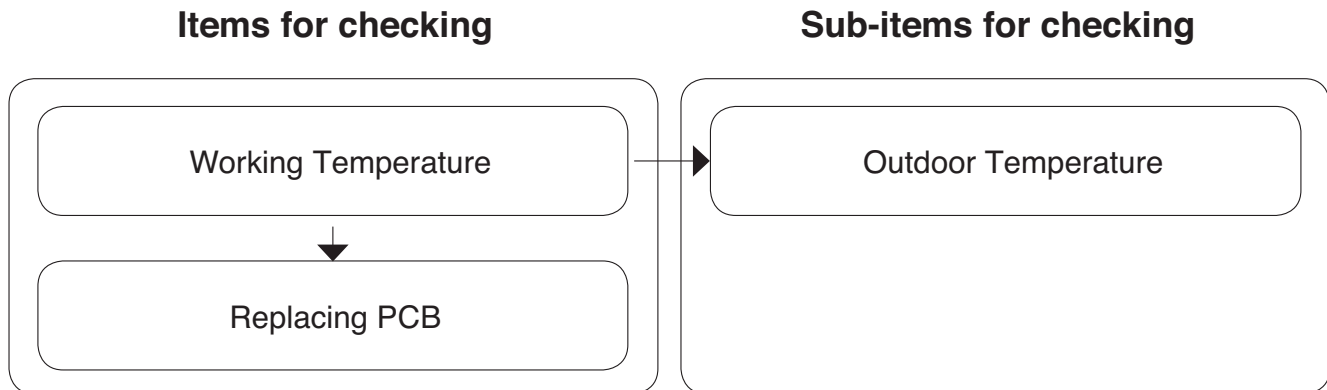 Items for checking
Sub-items for checking
Working Temperature
Outdoor Temperature
Replacing PCB